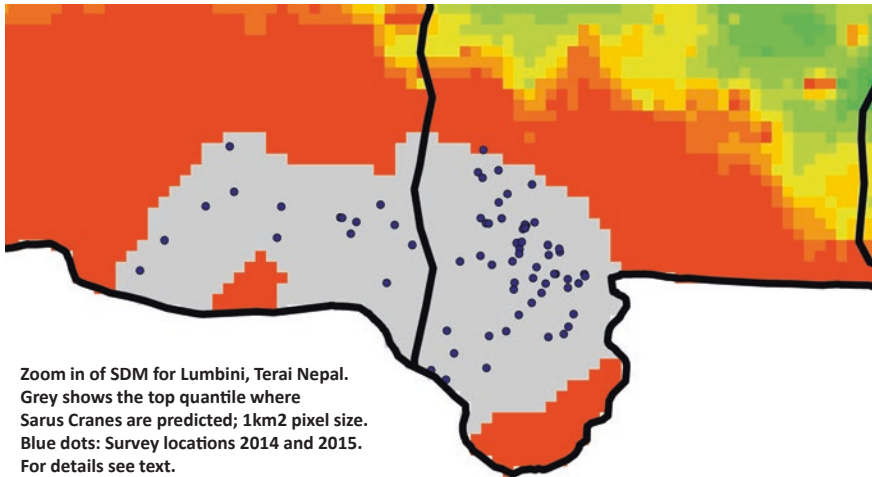 Zoom in of SDM for Lumbini, Terai Nepal.
Grey shows the top quantile where
Sarus Cranes are predicted; 1km2 pixel size.
Blue dots: Survey locations 2014 and 2015.
For details see text.